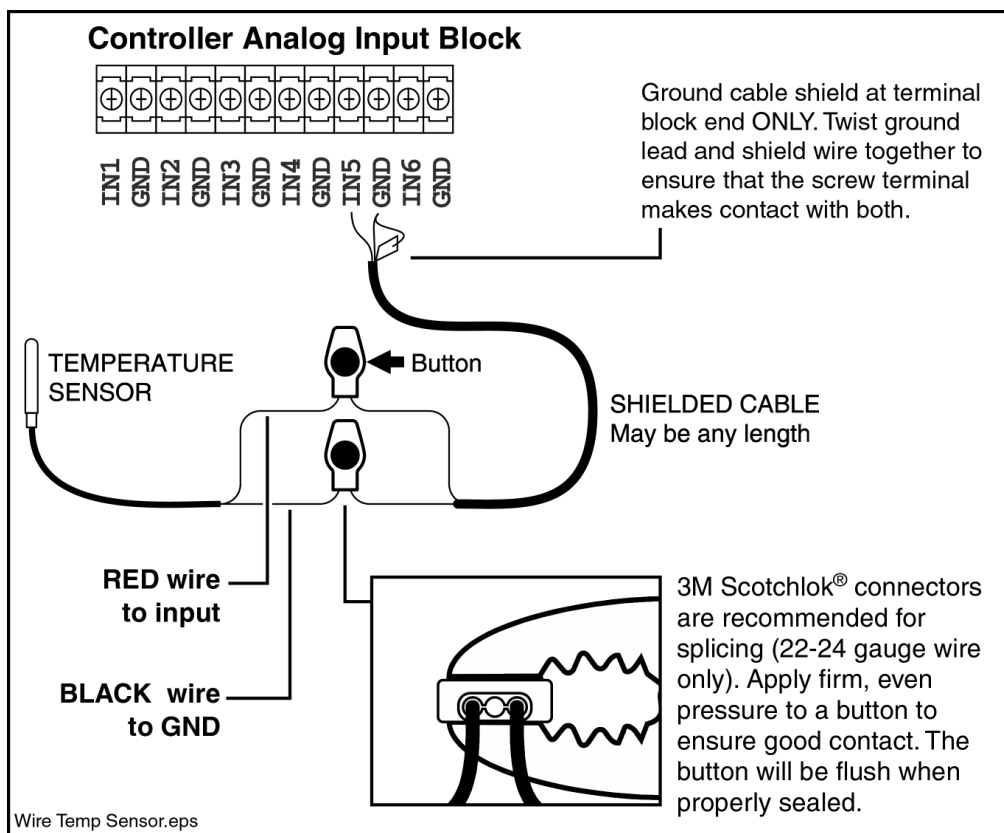 Controller Analog Input Block
IN1 GND IN2 GND IN3 GND IN4 GND IN5 GND IN6 GND
Ground cable shield at terminal
block end ONLY. Twist ground
lead and shield wire together to
ensure that the screw terminal
makes contact with both.
TEMPERATURE
SENSOR
Button
SHIELDED CABLE
May be any length
RED wire
to input
BLACK wire
to GND
3M Scotchlok® connectors
are recommended for
splicing (22-24 gauge wire
only). Apply firm, even
pressure to a button to
ensure good contact. The
button will be flush when
properly sealed.
Wire Temp Sensor.eps